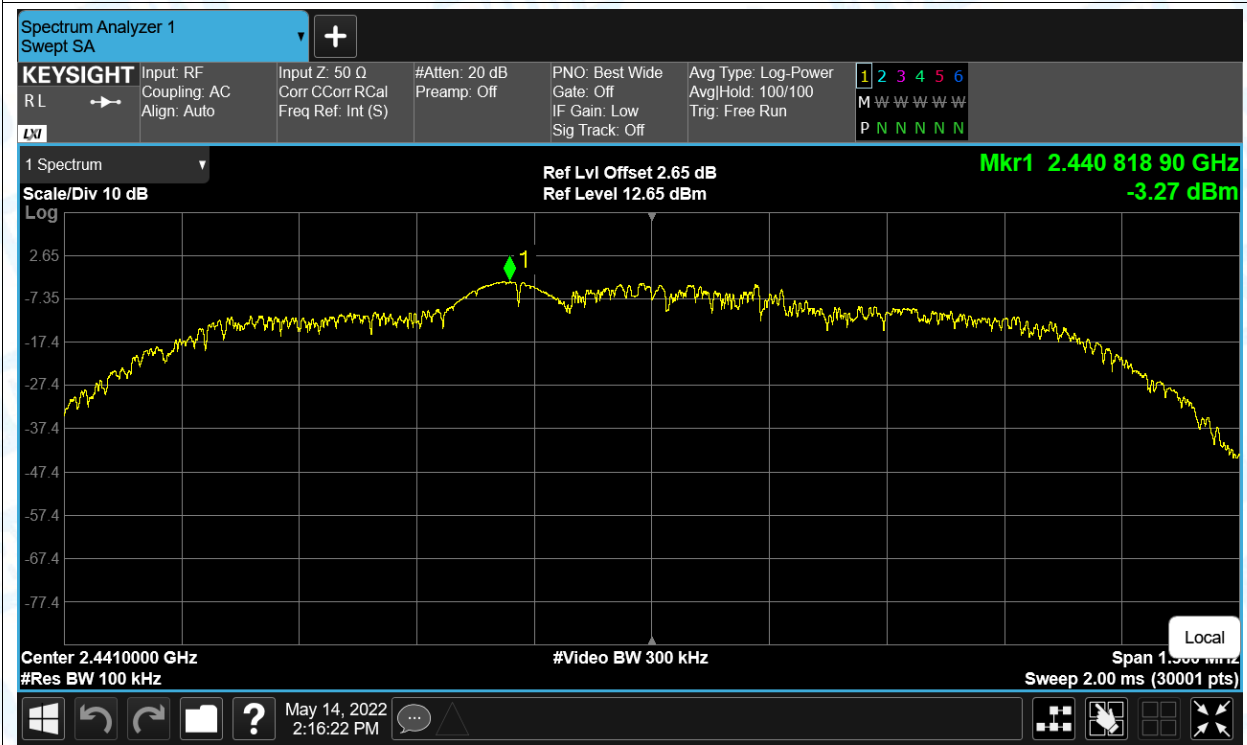 Spectrum Analyzer 1
Swept SA
KEYSIGHT
R L
LXI
Input: RF
Coupling: AC
Align: Auto
Input Z: 50 Ω
Corr CCorr RCal
Freq Ref: Int (S)
#Atten: 20 dB
Preamp: Off
PNO: Best Wide
Gate: Off
IF Gain: Low
Sig Track: Off
Avg Type: Log-Power
Avg|Hold: 100/100
Trig: Free Run
1 2 3 4 5 6
M W W W W W
P N N N N N
1 Spectrum
Scale/Div 10 dB
Log
Ref Lvl Offset 2.65 dB
Ref Level 12.65 dBm
Mkr1 2.440 818 90 GHz
-3.27 dBm
1
2.65
-7.35
-17.4
-27.4
-37.4
-47.4
-57.4
-67.4
-77.4
Local
Center 2.4410000 GHz
#Video BW 300 kHz
Span
#Res BW 100 kHz
Sweep 2.00 ms (30001 pts)
?
May 14, 2022
2:16:22 PM